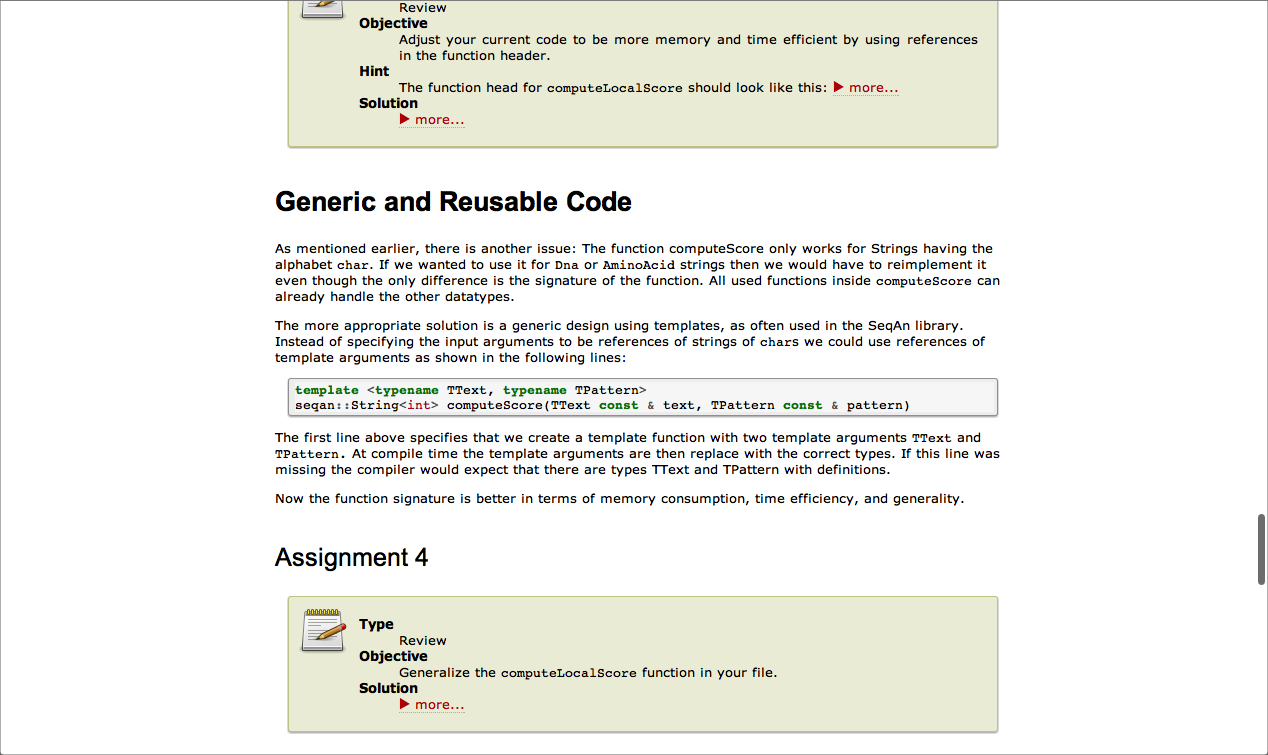 Review
Objective
Adjust your current code to be more memory and time efficient by using references
in the function header.
Hint
The function head for computeLocalScore should look like this: ▶ more...
Solution
▶ more...
Generic and Reusable Code
As mentioned earlier, there is another issue: The function computeScore only works for Strings having the
alphabet char. If we wanted to use it for Dna or AminoAcid strings then we would have to reimplement it
even though the only difference is the signature of the function. All used functions inside computeScore can
already handle the other datatypes.
The more appropriate solution is a generic design using templates, as often used in the SeqAn library.
Instead of specifying the input arguments to be references of strings of chars we could use references of
template arguments as shown in the following lines:
template <typename TText, typename TPattern>
seqan::String<int> computeScore(TText const & text, TPattern const & pattern)
The first line above specifies that we create a template function with two template arguments TText and
TPattern. At compile time the template arguments are then replace with the correct types. If this line was
missing the compiler would expect that there are types TText and TPattern with definitions.
Now the function signature is better in terms of memory consumption, time efficiency, and generality.
Assignment 4
Type
Review
Objective
Generalize the computeLocalScore function in your file.
Solution
▶ more...